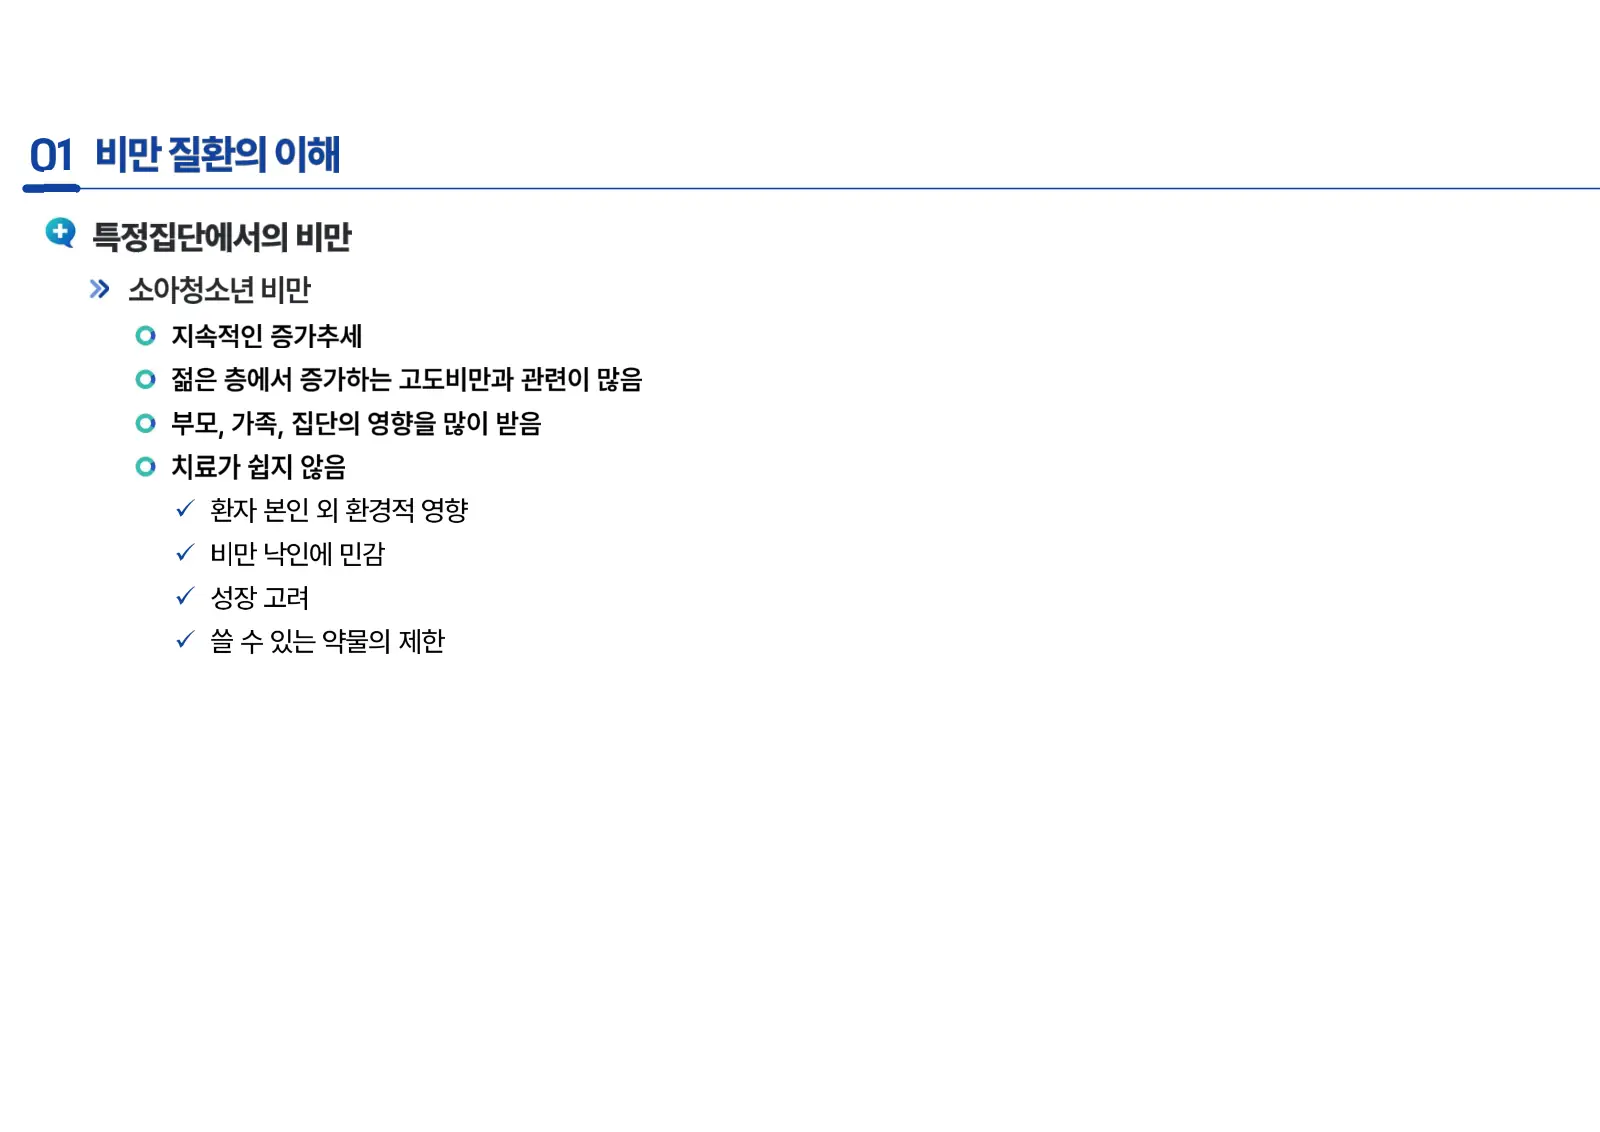 01 비만 질환의 이해
특정집단에서의 비만
소아청소년 비만
지속적인 증가추세
젊은 층에서 증가하는 고도비만과 관련이 많음
부모, 가족, 집단의 영향을 많이 받음
치료가 쉽지 않음
환자 본인 외 환경적 영향
비만 낙인에 민감
성장 고려
쓸 수 있는 약물의 제한